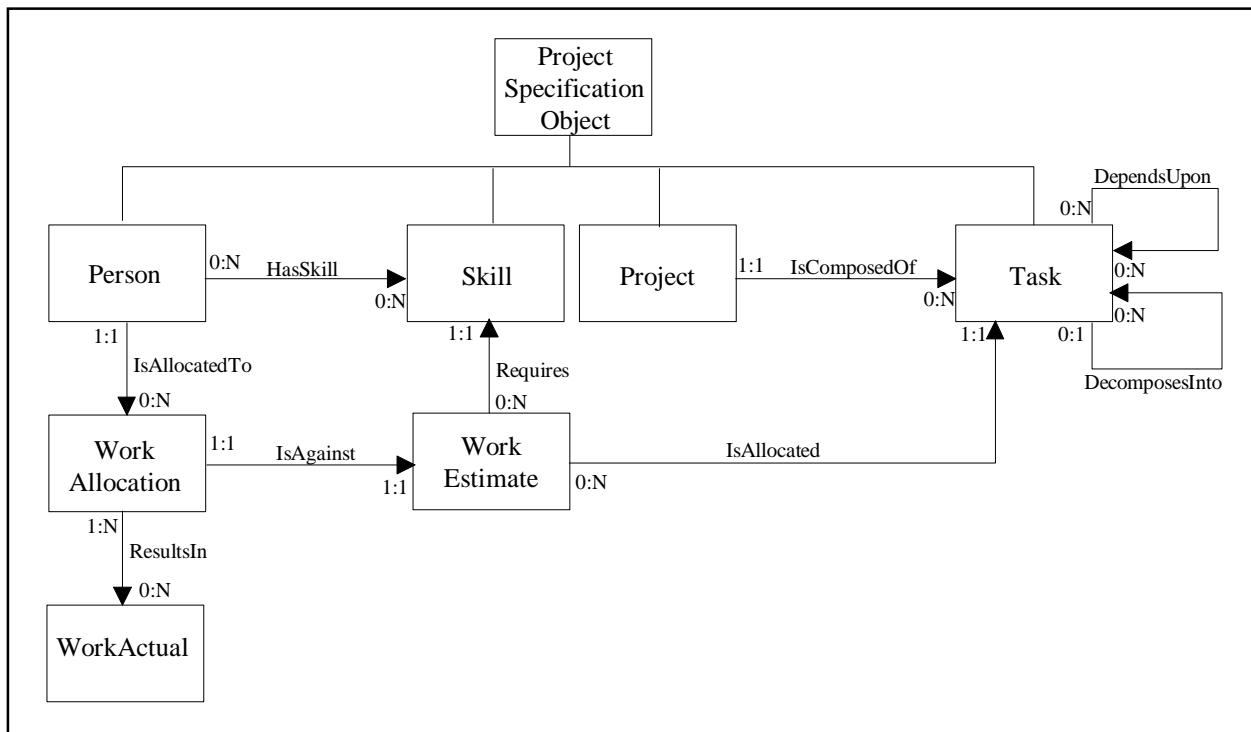 Project
Specification
Object
DependsUpon
0:N
Person
0:N
HasSkill
0:N
Skill
Project
1:1
IsComposedOf
0:N
Task
0:N
0:N
1:1
IsAllocatedTo
0:N
1:1
Requires
0:N
1:1
0:1
DecomposesInto
Work
Allocation
1:1
IsAgainst
1:1
Work
Estimate
IsAllocated
0:N
1:N
ResultsIn
0:N
WorkActual